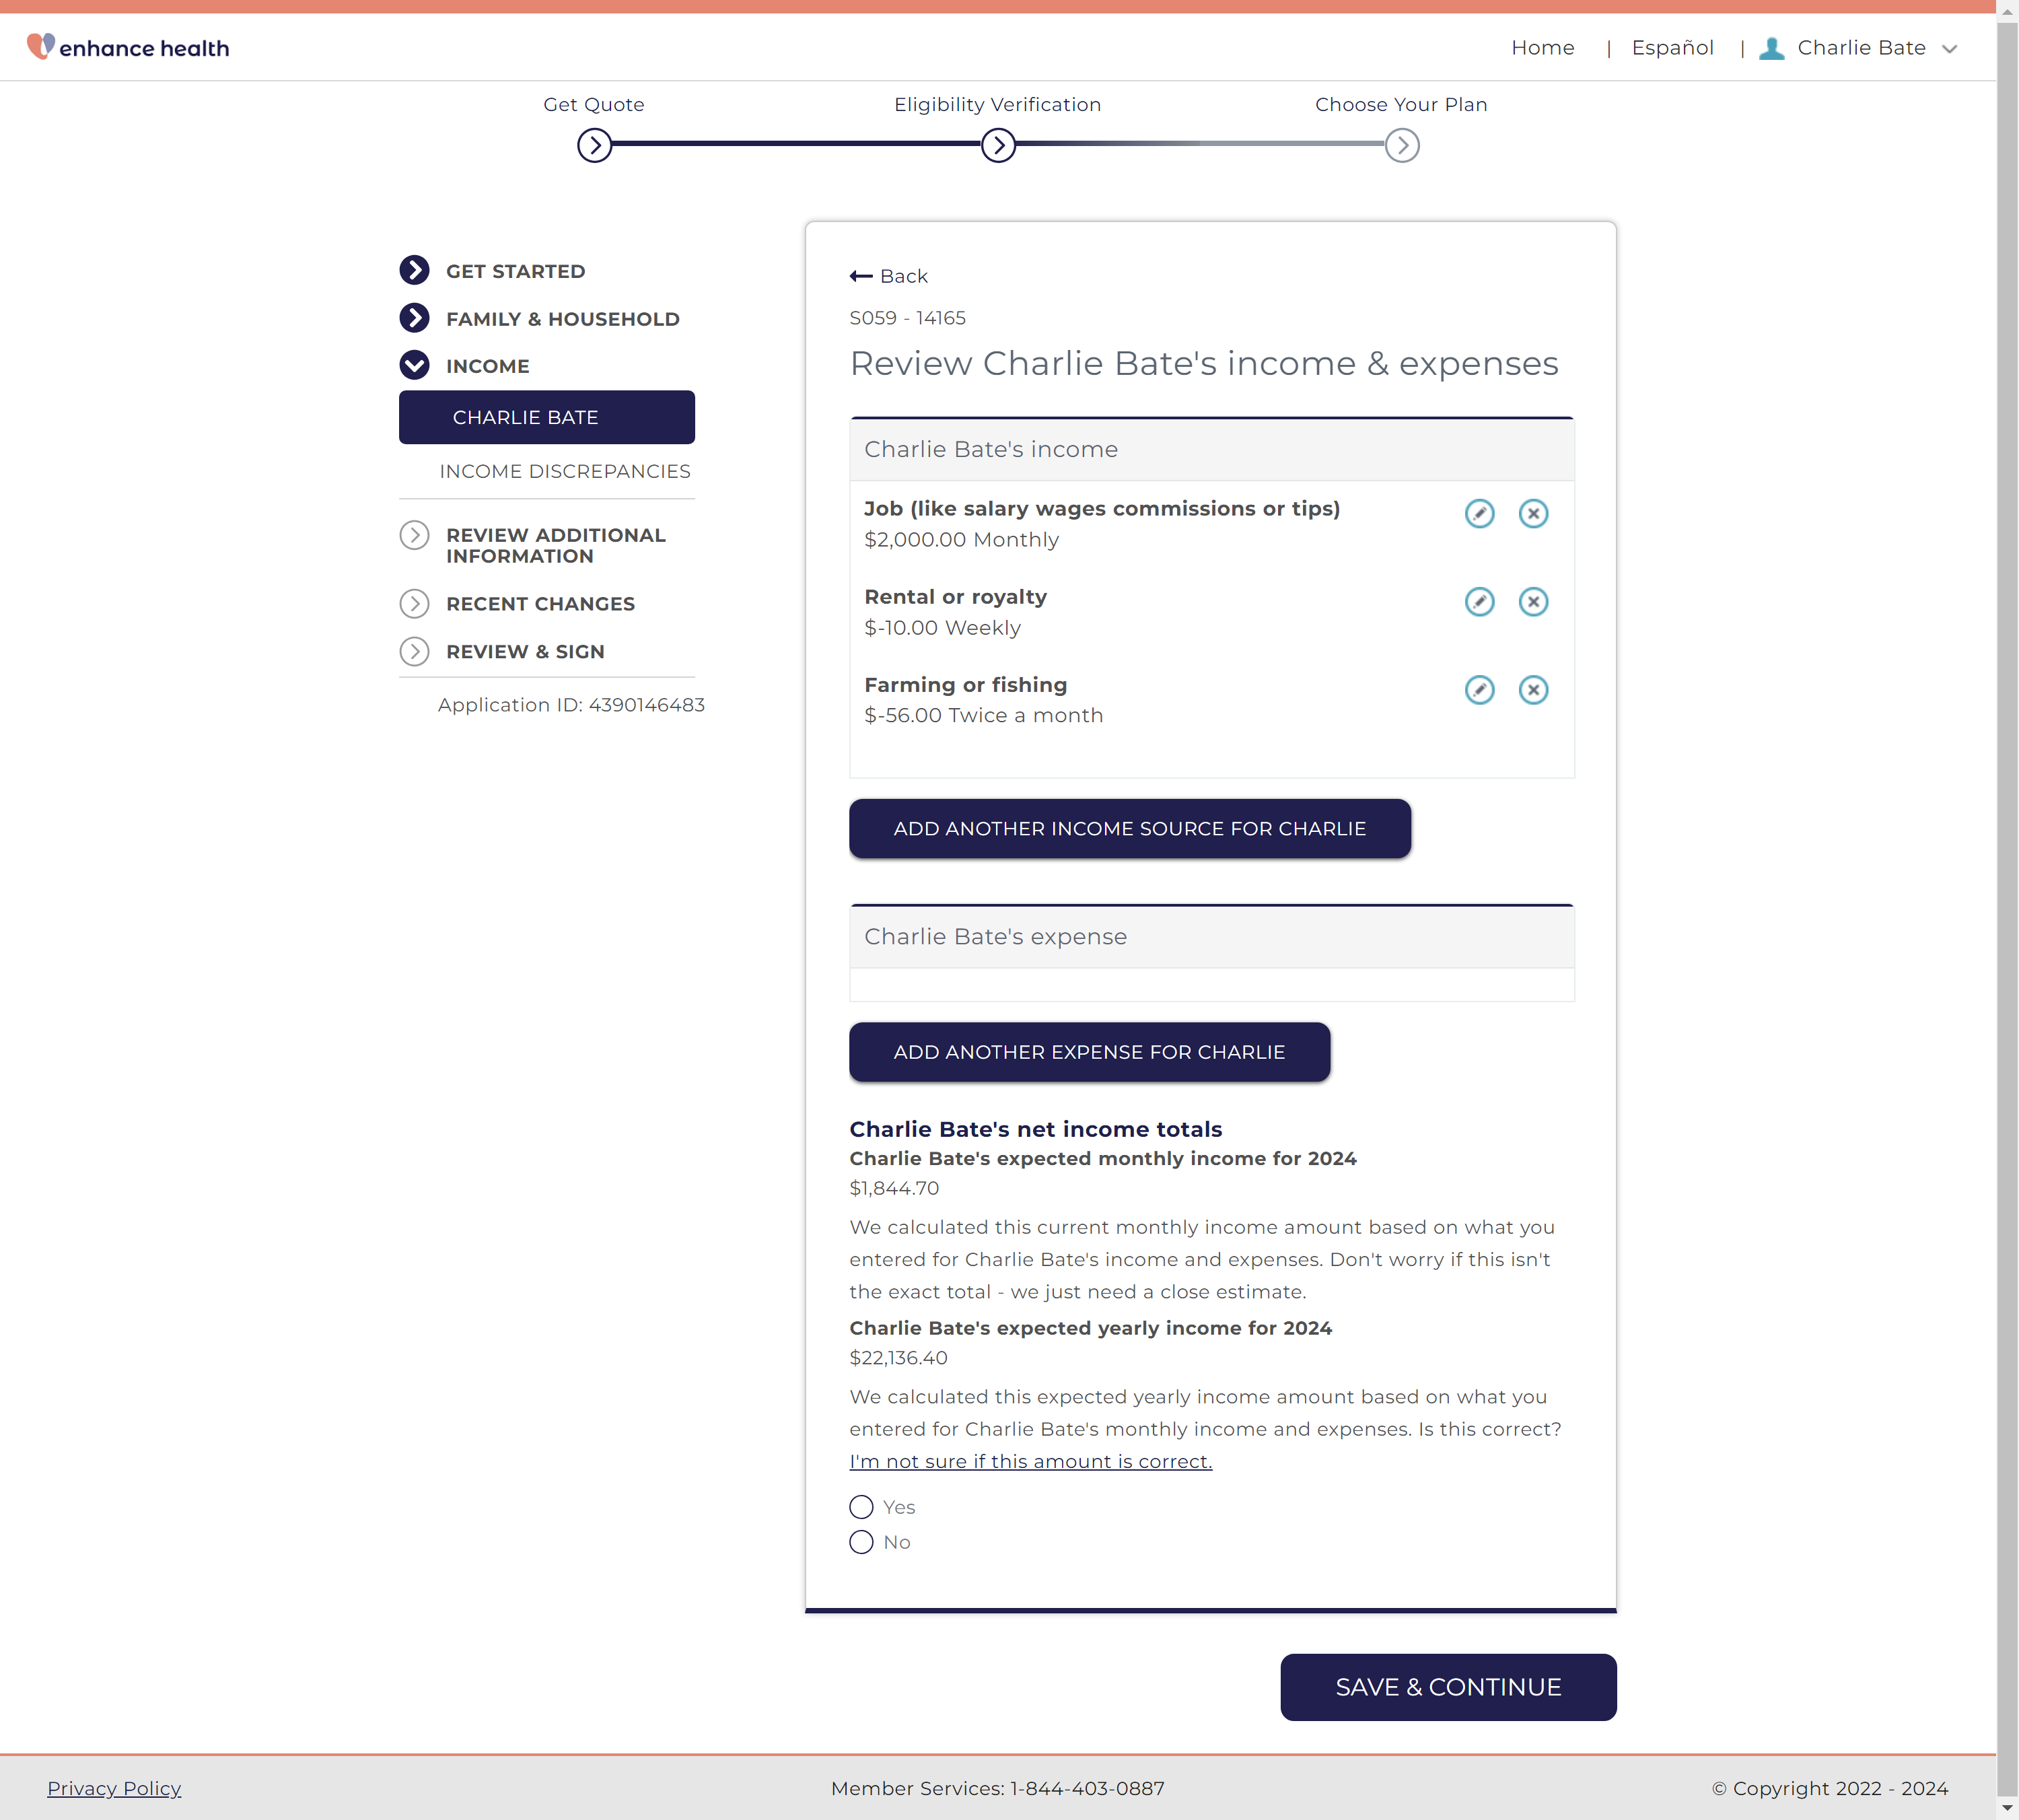 enhance health
Home | Español | Charlie Bate
Get Quote
Eligibility Verification
Choose Your Plan
GET STARTED
FAMILY & HOUSEHOLD
INCOME
CHARLIE BATE
INCOME DISCREPANCIES
REVIEW ADDITIONAL
INFORMATION
RECENT CHANGES
REVIEW & SIGN
Application ID: 4390146483
Back
S059 - 14165
Review Charlie Bate's income & expenses
Charlie Bate's income
Job (like salary wages commissions or tips)
$2,000.00 Monthly
Rental or royalty
$-10.00 Weekly
Farming or fishing
$-56.00 Twice a month
ADD ANOTHER INCOME SOURCE FOR CHARLIE
Charlie Bate's expense
ADD ANOTHER EXPENSE FOR CHARLIE
Charlie Bate's net income totals
Charlie Bate's expected monthly income for 2024
$1,844.70
We calculated this current monthly income amount based on what you
entered for Charlie Bate's income and expenses. Don't worry if this isn't
the exact total - we just need a close estimate.
Charlie Bate's expected yearly income for 2024
$22,136.40
We calculated this expected yearly income amount based on what you
entered for Charlie Bate's monthly income and expenses. Is this correct?
I'm not sure if this amount is correct.
Yes
No
SAVE & CONTINUE
Privacy Policy
Member Services: 1-844-403-0887
© Copyright 2022 - 2024